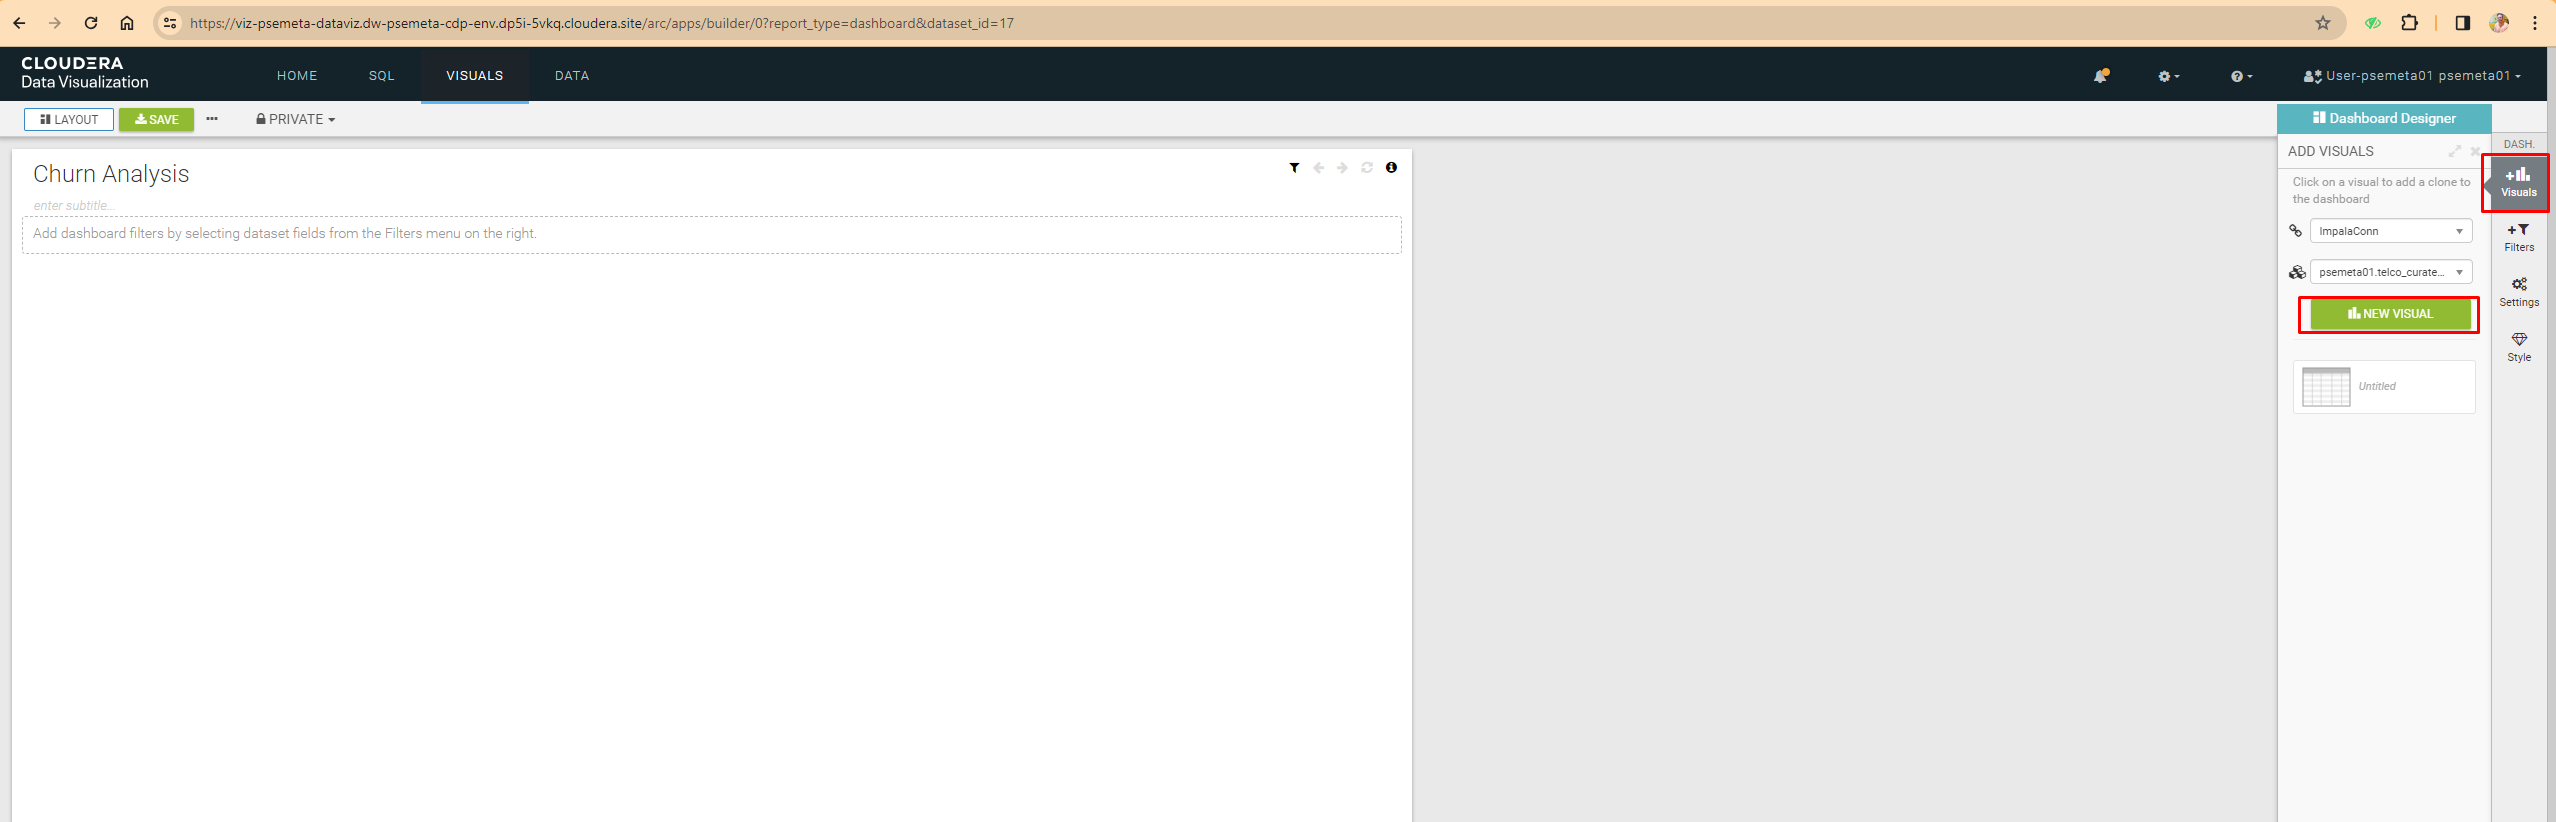 https://viz-psemeta-dataviz.dw-psemeta-cdp-env.dp5i-5vkq.cloudera.site/arc/apps/builder/0?report_type=dashboard&dataset_id=17
CLOUDERA
Data Visualization
HOME
SQL
VISUALS
DATA
User-psemeta01 psemeta01
LAYOUT
SAVE
PRIVATE
Dashboard Designer
Churn Analysis
enter subtitle...
Add dashboard filters by selecting dataset fields from the Filters menu on the right.
ADD VISUALS
Click on a visual to add a clone to
the dashboard
ImpalaConn
psemeta01.telco_curate...
NEW VISUAL
Untitled
DASH.
Visuals
Filters
Settings
Style